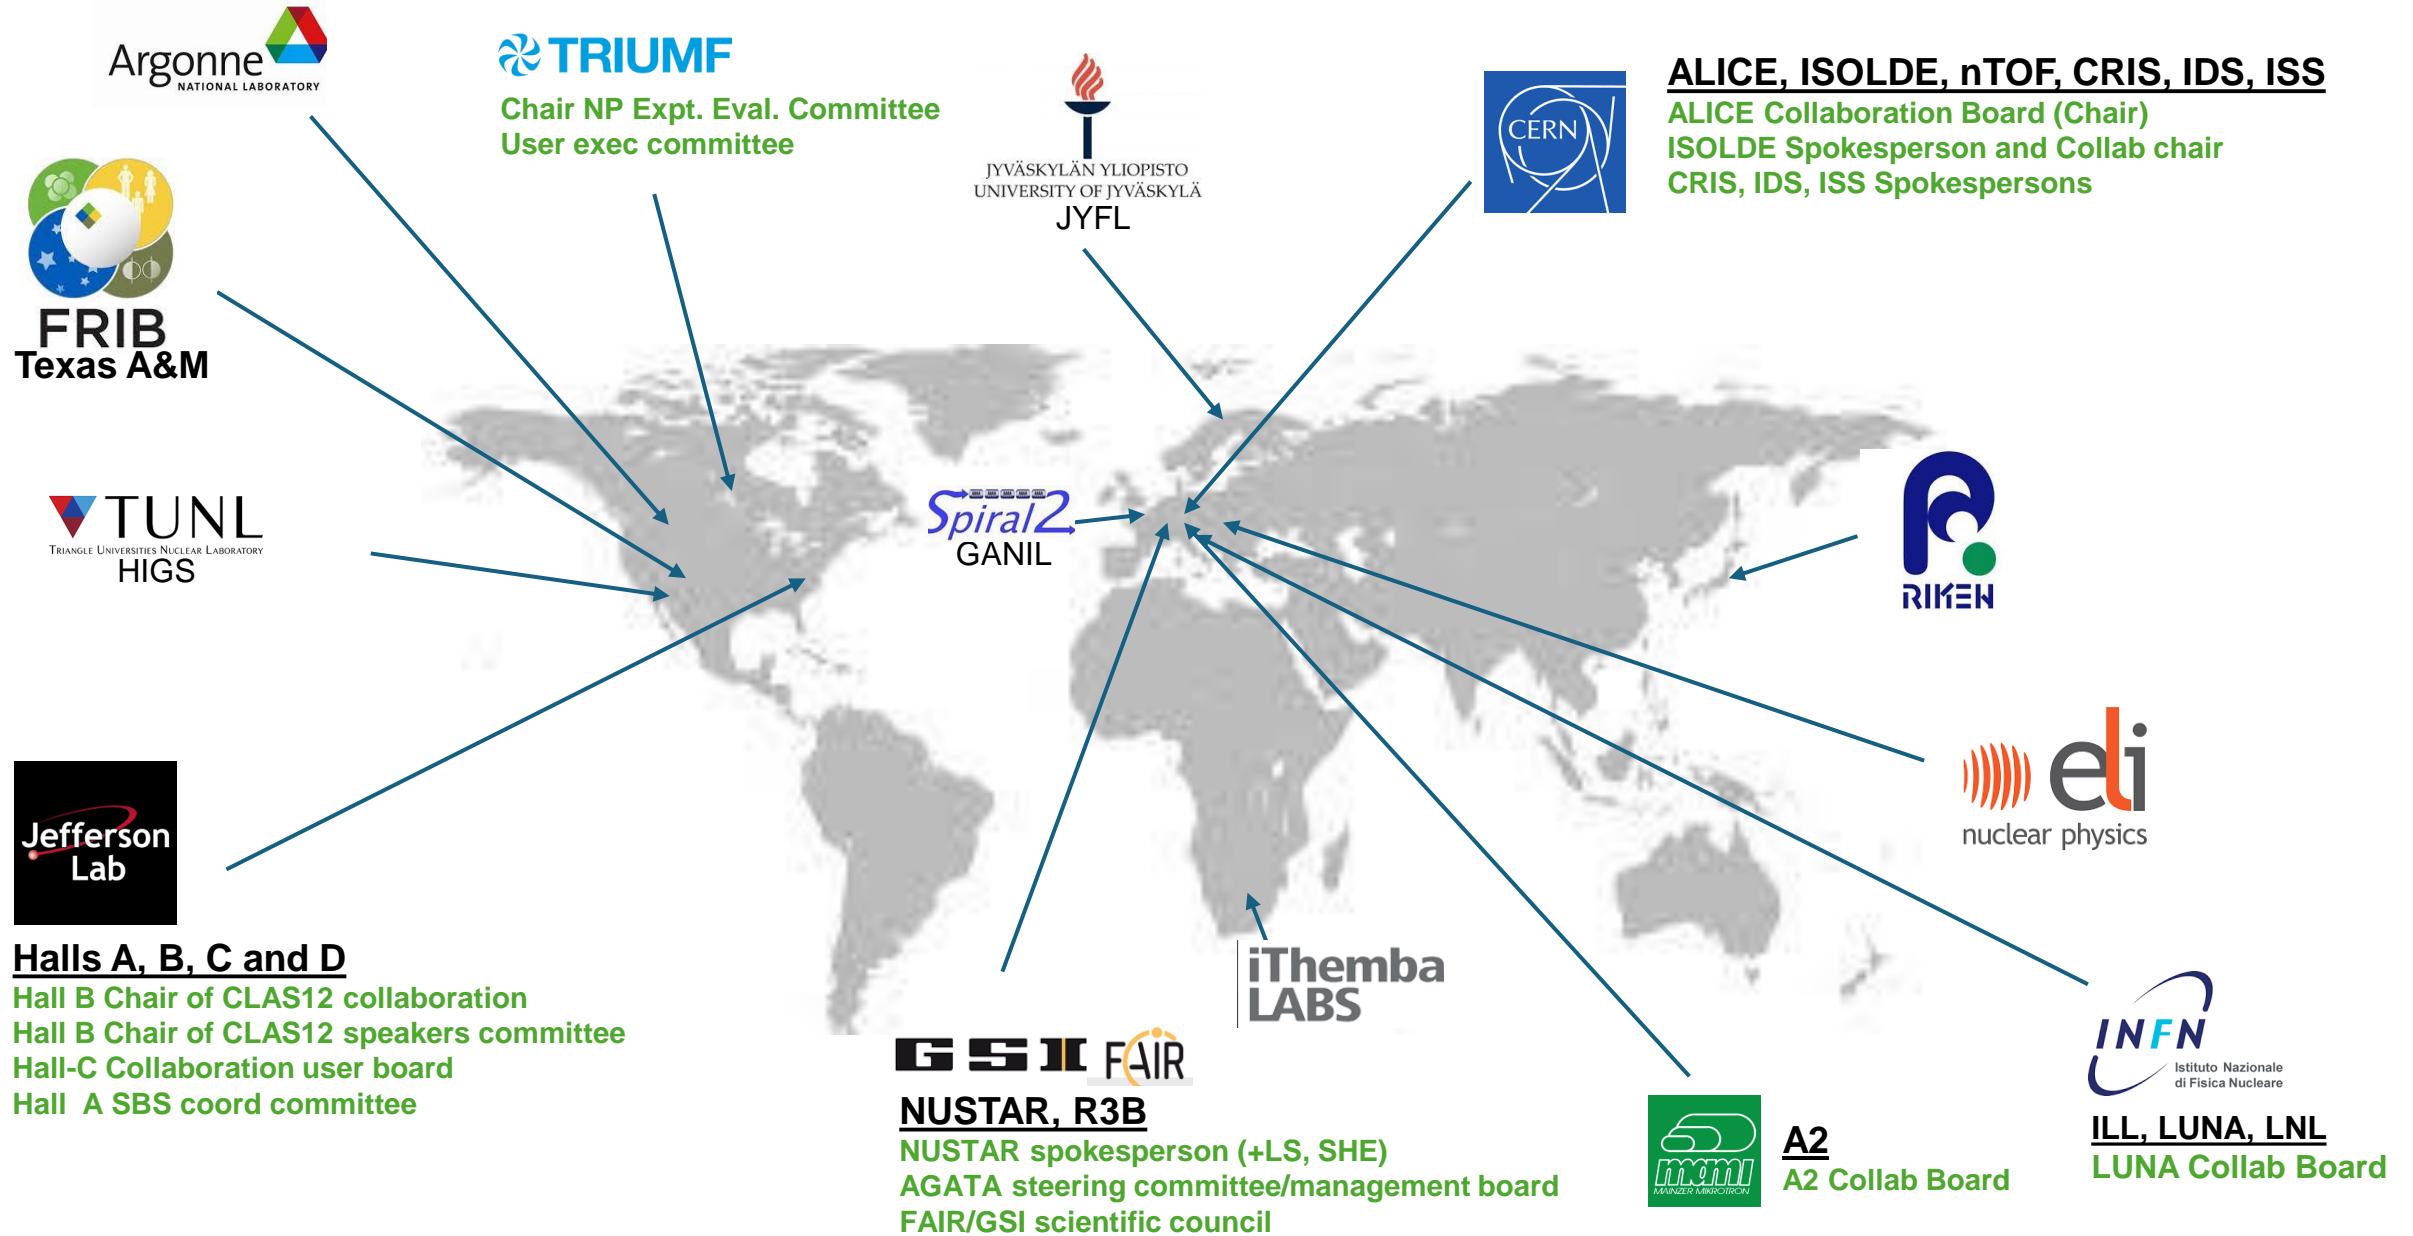 Argonne
NATIONAL LABORATORY
TRIUMF
Chair NP Expt. Eval. Committee
User exec committee
JYVÄSKYLÄN YLIOPISTO
UNIVERSITY OF JYVÄSKYLÄ
JYFL
CERN
ALICE, ISOLDE, nTOF, CRIS, IDS, ISS
ALICE Collaboration Board (Chair)
ISOLDE Spokesperson and Collab chair
CRIS, IDS, ISS Spokespersons
FRIB
Texas A&M
TUNL
TRIANGLE UNIVERSITIES NUCLEAR LABORATORY
HIGS
Spiral2
GANIL
RIKEN
eli
nuclear physics
Jefferson
Lab
Halls A, B, C and D
Hall B Chair of CLAS12 collaboration
Hall B Chair of CLAS12 speakers committee
Hall-C Collaboration user board
Hall  A SBS coord committee
iThemba
LABS
GSI FAIR
NUSTAR, R3B
NUSTAR spokesperson (+LS, SHE)
AGATA steering committee/management board
FAIR/GSI scientific council
mami
MAINZER MIKROTRON
A2
A2 Collab Board
INFN
Istituto Nazionale
di Fisica Nucleare
ILL, LUNA, LNL
LUNA Collab Board